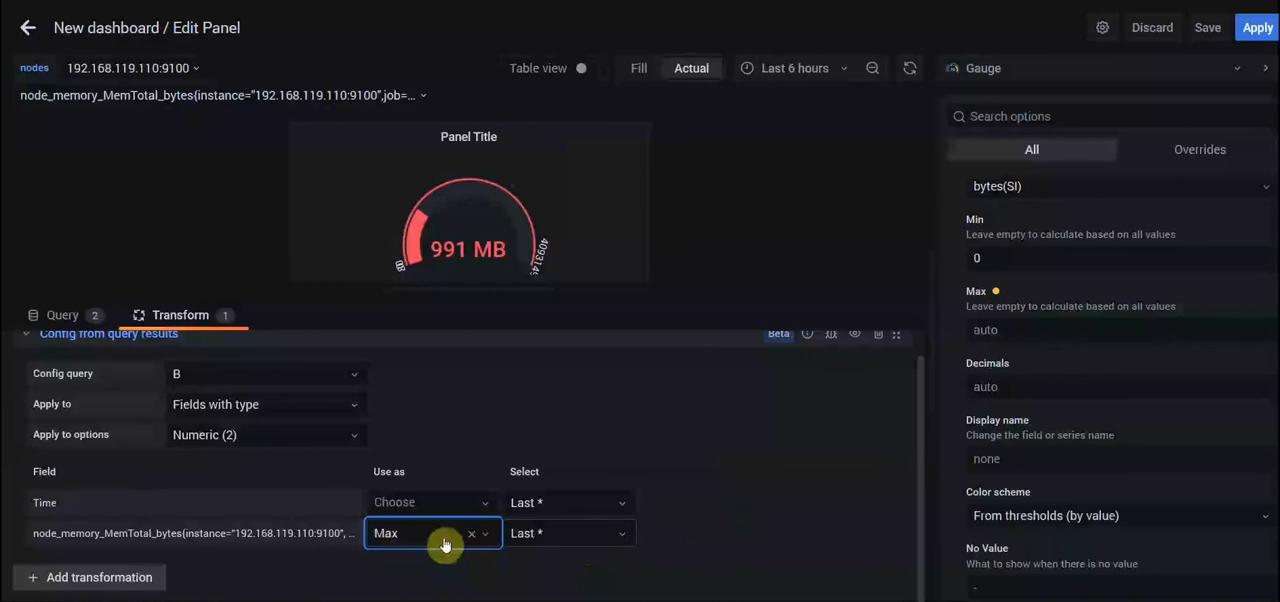 New dashboard / Edit Panel
Discard
Save
Apply
nodes
192.168.119.110:9100
Table view
Fill
Actual
Last 6 hours
Gauge
node_memory_MemTotal_bytes{instance="192.168.119.110:9100",job=...
Panel Title
991 MB
Query
2
Transform
1
Config from query results
Beta
Config query
B
Apply to
Fields with type
Apply to options
Numeric (2)
Field
Use as
Select
Time
Choose
Last *
node_memory_MemTotal_bytes{instance="192.168.119.110:9100", ...
Max
Last *
+ Add transformation
Search options
All
Overrides
bytes(SI)
Min
Leave empty to calculate based on all values
0
Max
Leave empty to calculate based on all values
auto
Decimals
auto
Display name
Change the field or series name
none
Color scheme
From thresholds (by value)
No Value
What to show when there is no value
-